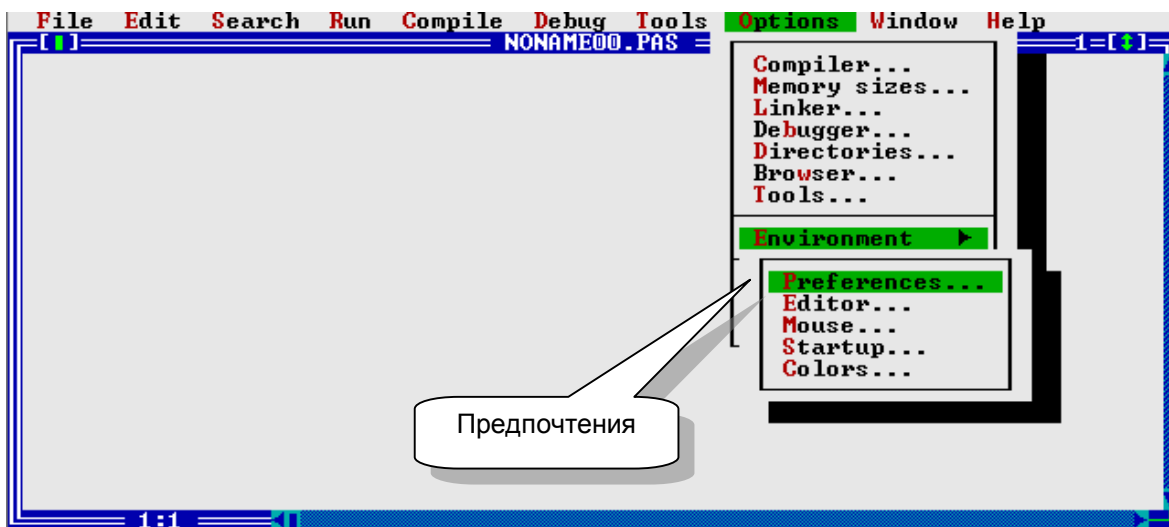 File Edit Search Run Compile Debug Tools Options Window Help
NONAME00.PAS 1=[↕]
Compiler...
Memory sizes...
Linker...
Debugger...
Directories...
Browser...
Tools...
Environment ►
Preferences...
Editor...
Mouse...
Startup...
Colors...
Предпочтения
1:1